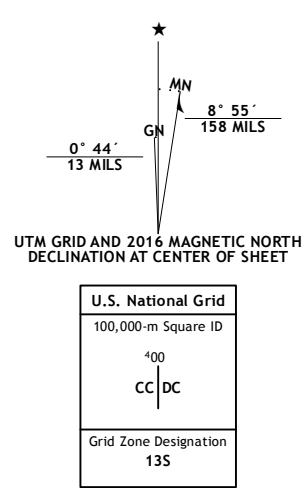 ★
MN
GN
8° 55´
158 MILS
0° 44´
13 MILS
UTM GRID AND 2016 MAGNETIC NORTH
DECLINATION AT CENTER OF SHEET
U.S. National Grid
100,000-m Square ID
⁴00
CC DC
Grid Zone Designation
13S